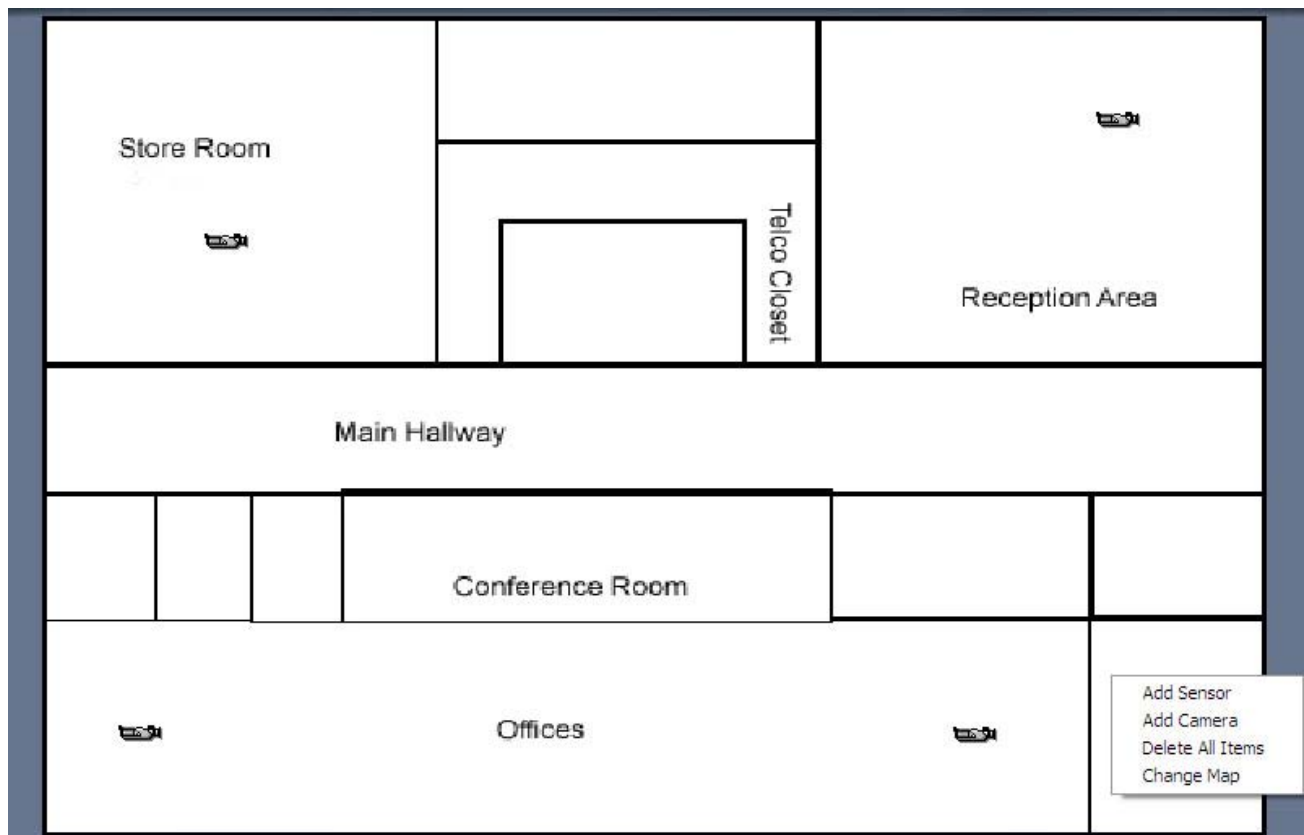 Store Room
Telco Closet
Reception Area
Main Hallway
Conference Room
Offices
Add Sensor
Add Camera
Delete All Items
Change Map